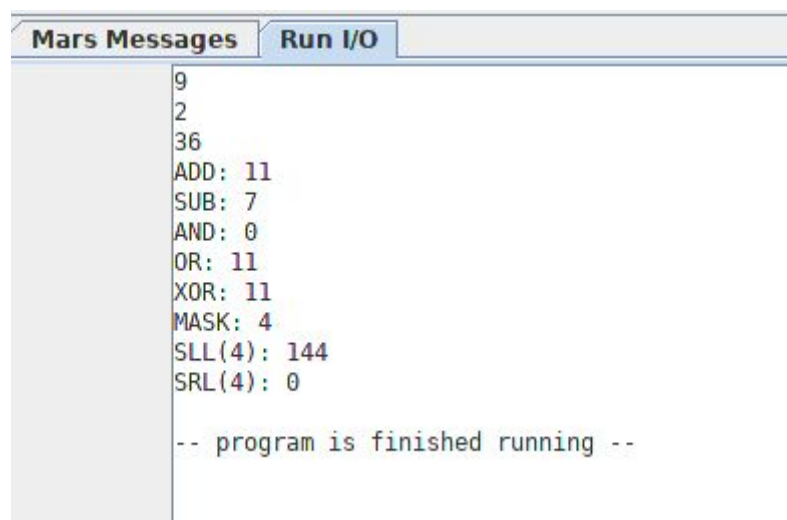 Mars Messages Run I/O
9
2
36
ADD: 11
SUB: 7
AND: 0
OR: 11
XOR: 11
MASK: 4
SLL(4): 144
SRL(4): 0
-- program is finished running --